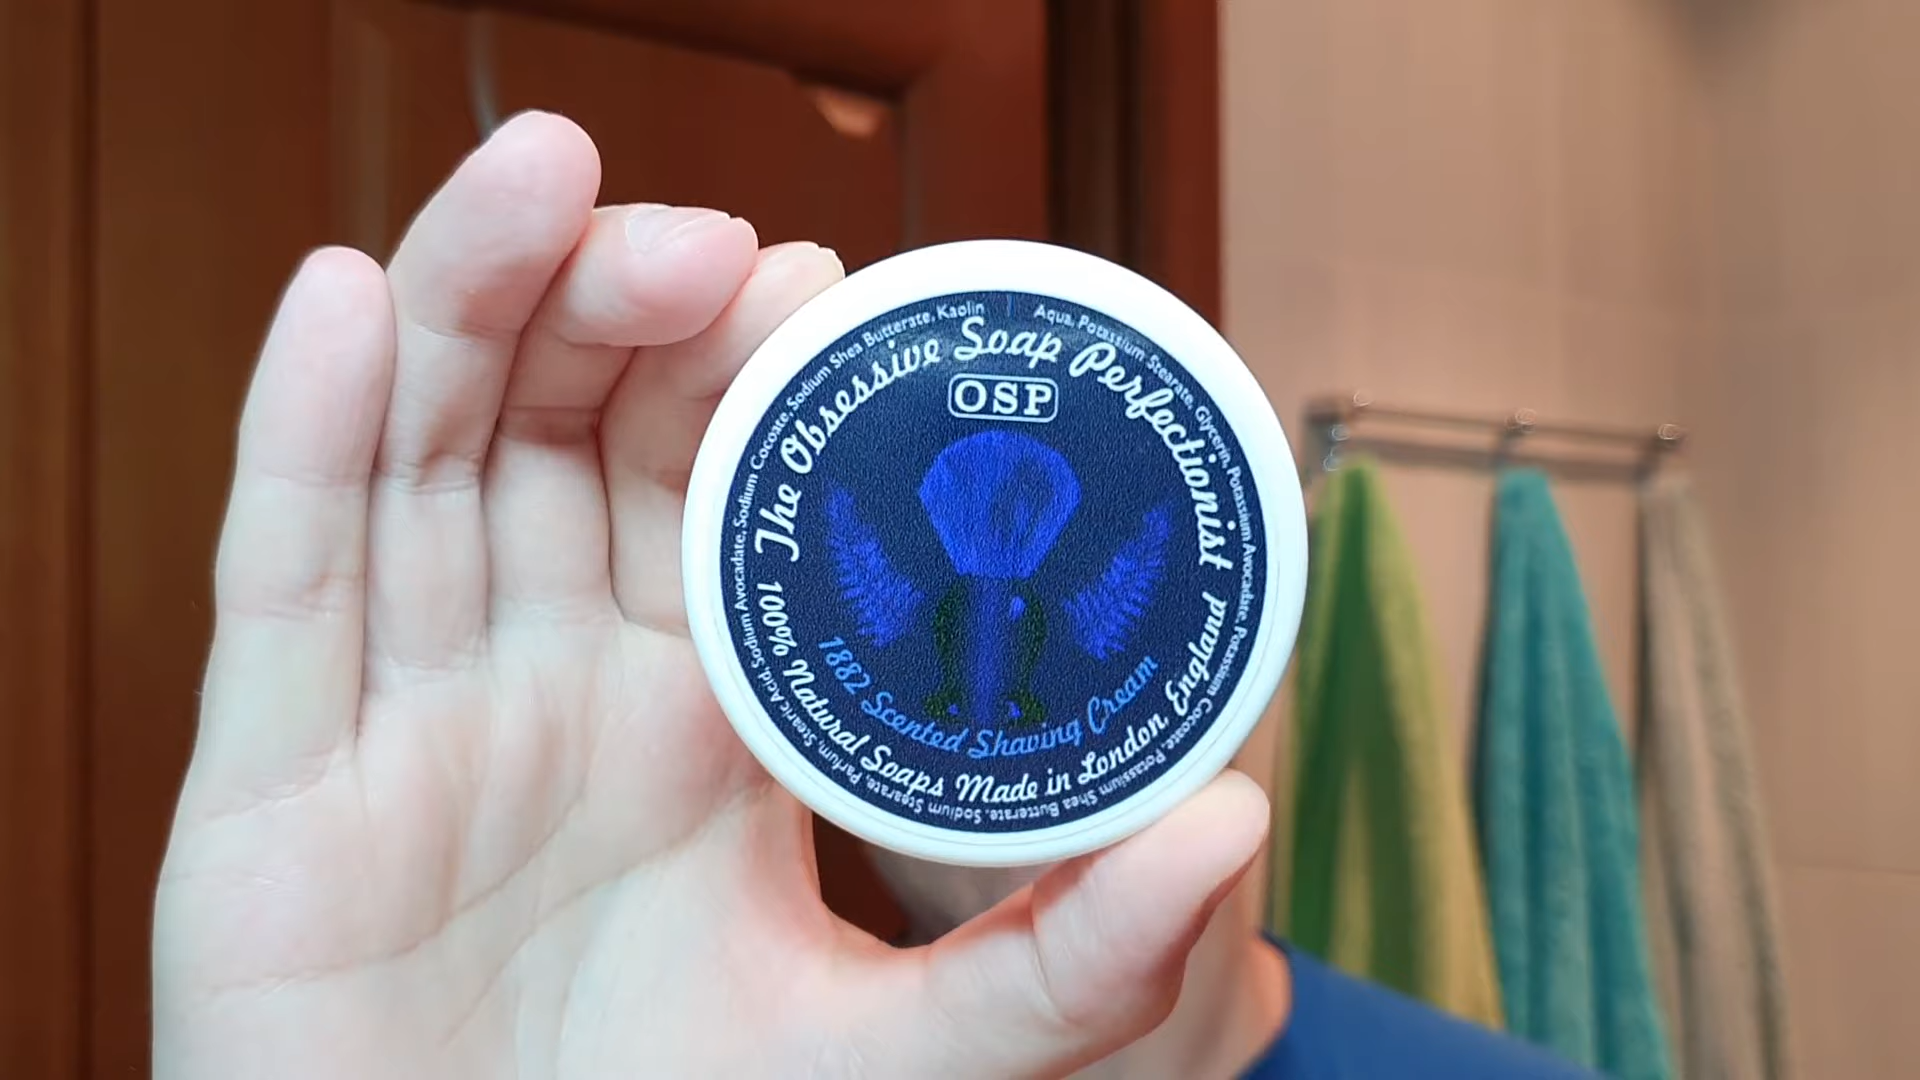 The Obsessive Soap Perfectionist
OSP
1882 Scented Shaving Cream
100% Natural Soaps Made in London, England
Aqua, Potassium Stearate, Glycerin, Potassium Avocadate, Potassium Cocoate, Potassium Shea Butterate, Sodium Stearate, Parfum, Stearic Acid, Sodium Avocadate, Sodium Cocoate, Sodium Shea Butterate, Kaolin